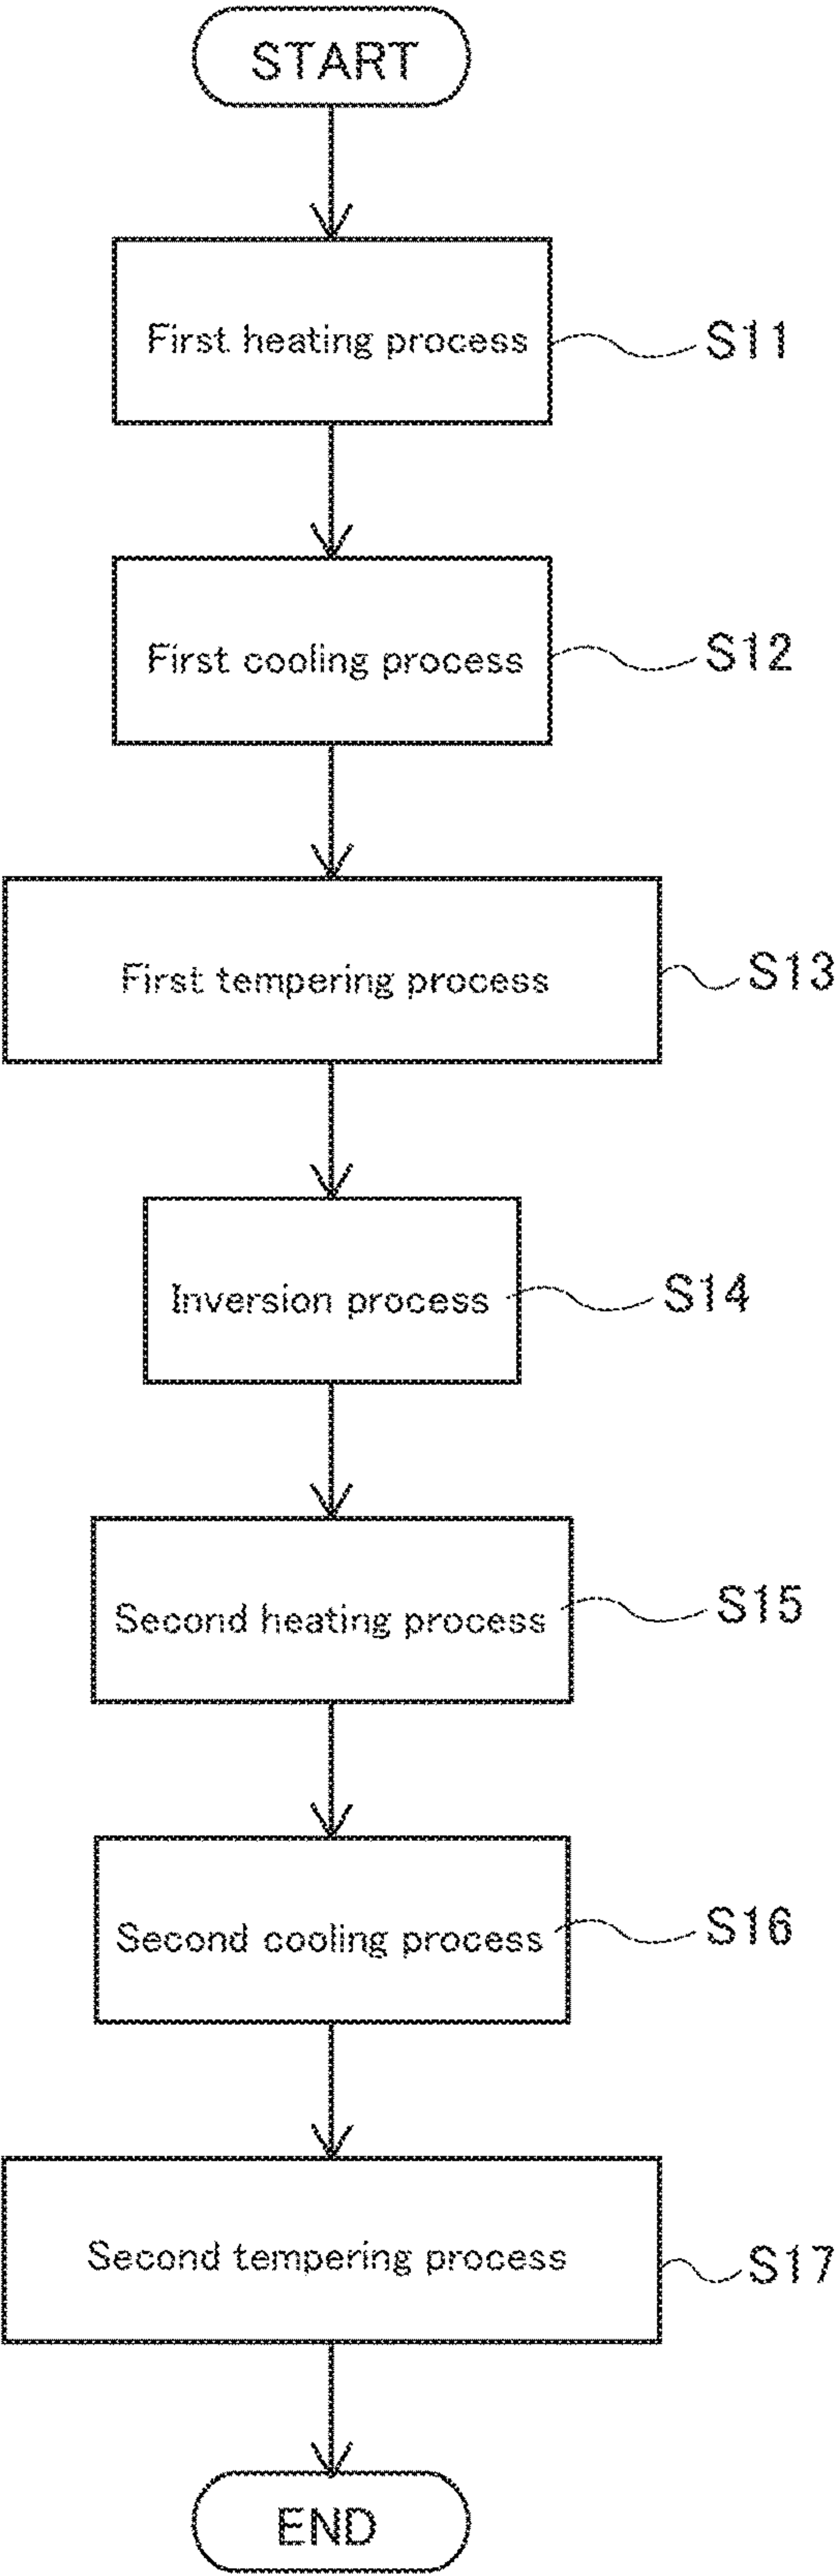 START
First heating process
S11
First cooling process
S12
First tempering process
S13
Inversion process
S14
Second heating process
S15
Second cooling process
S16
Second tempering process
S17
END